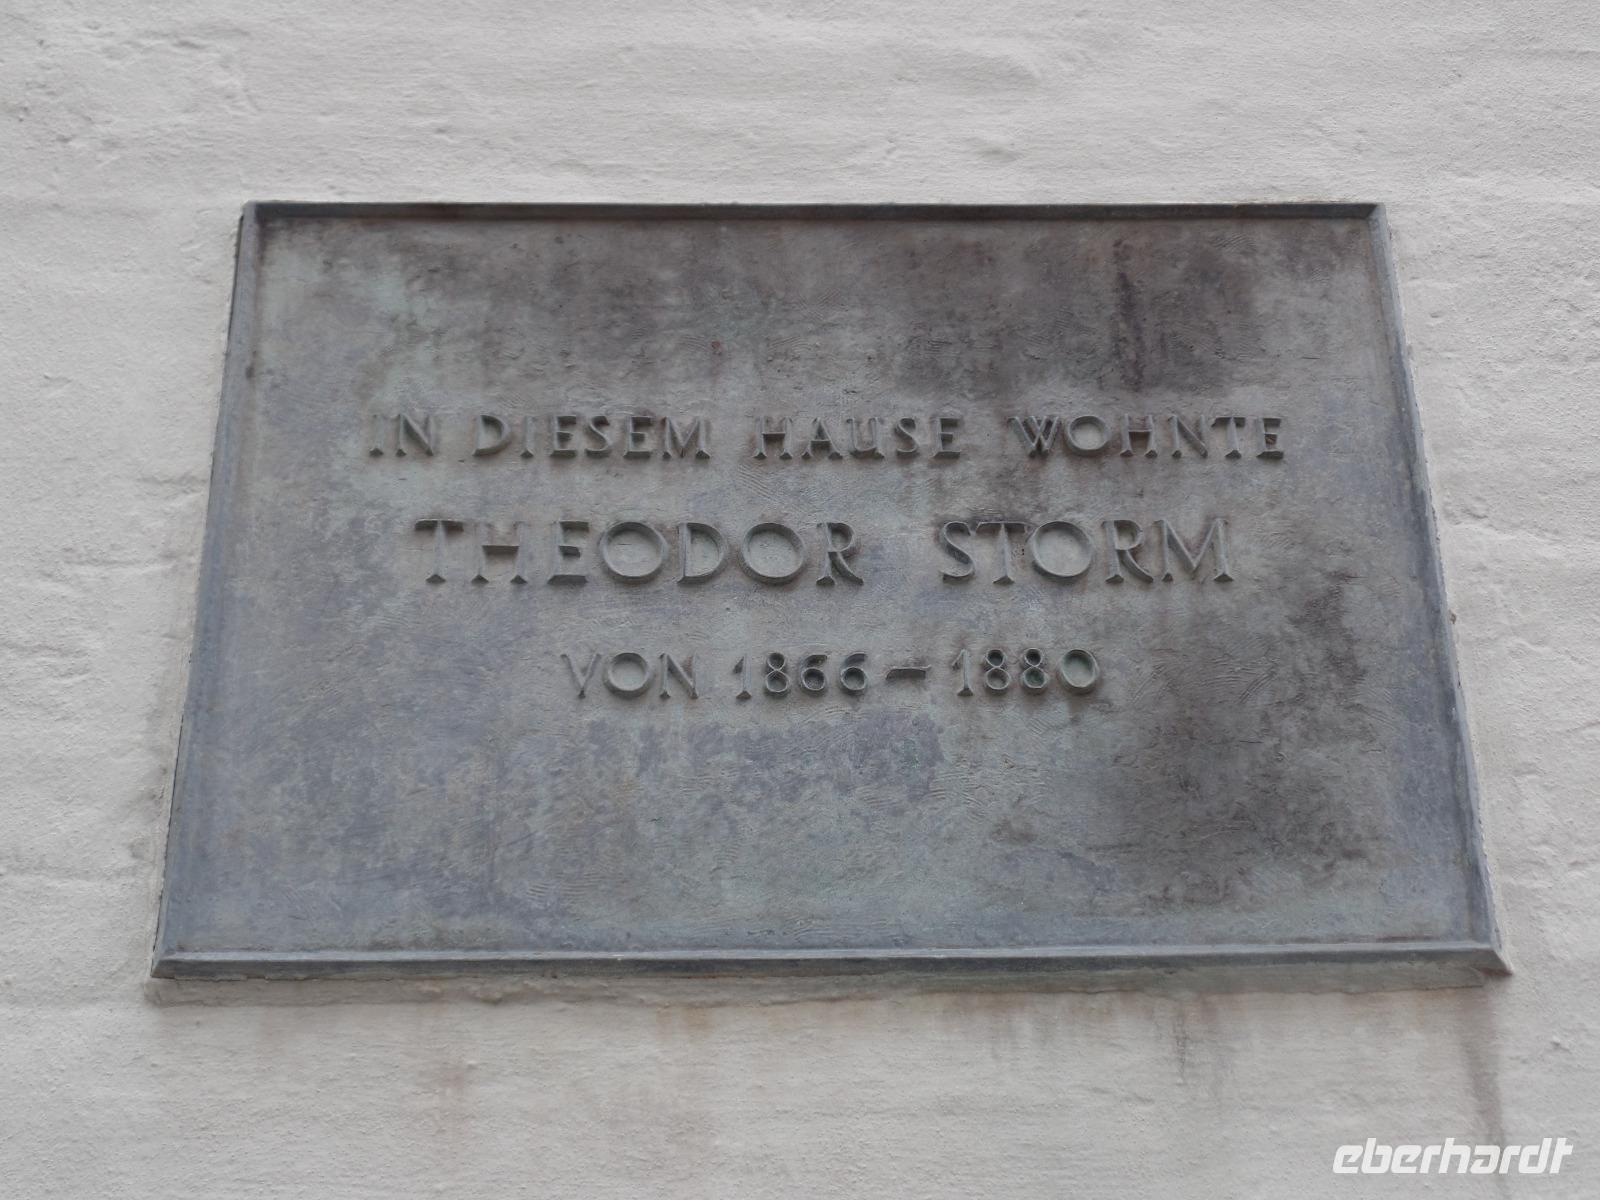 IN DIESEM HAUSE WOHNTE
THEODOR STORM
VON 1866 – 1880
eberhardt